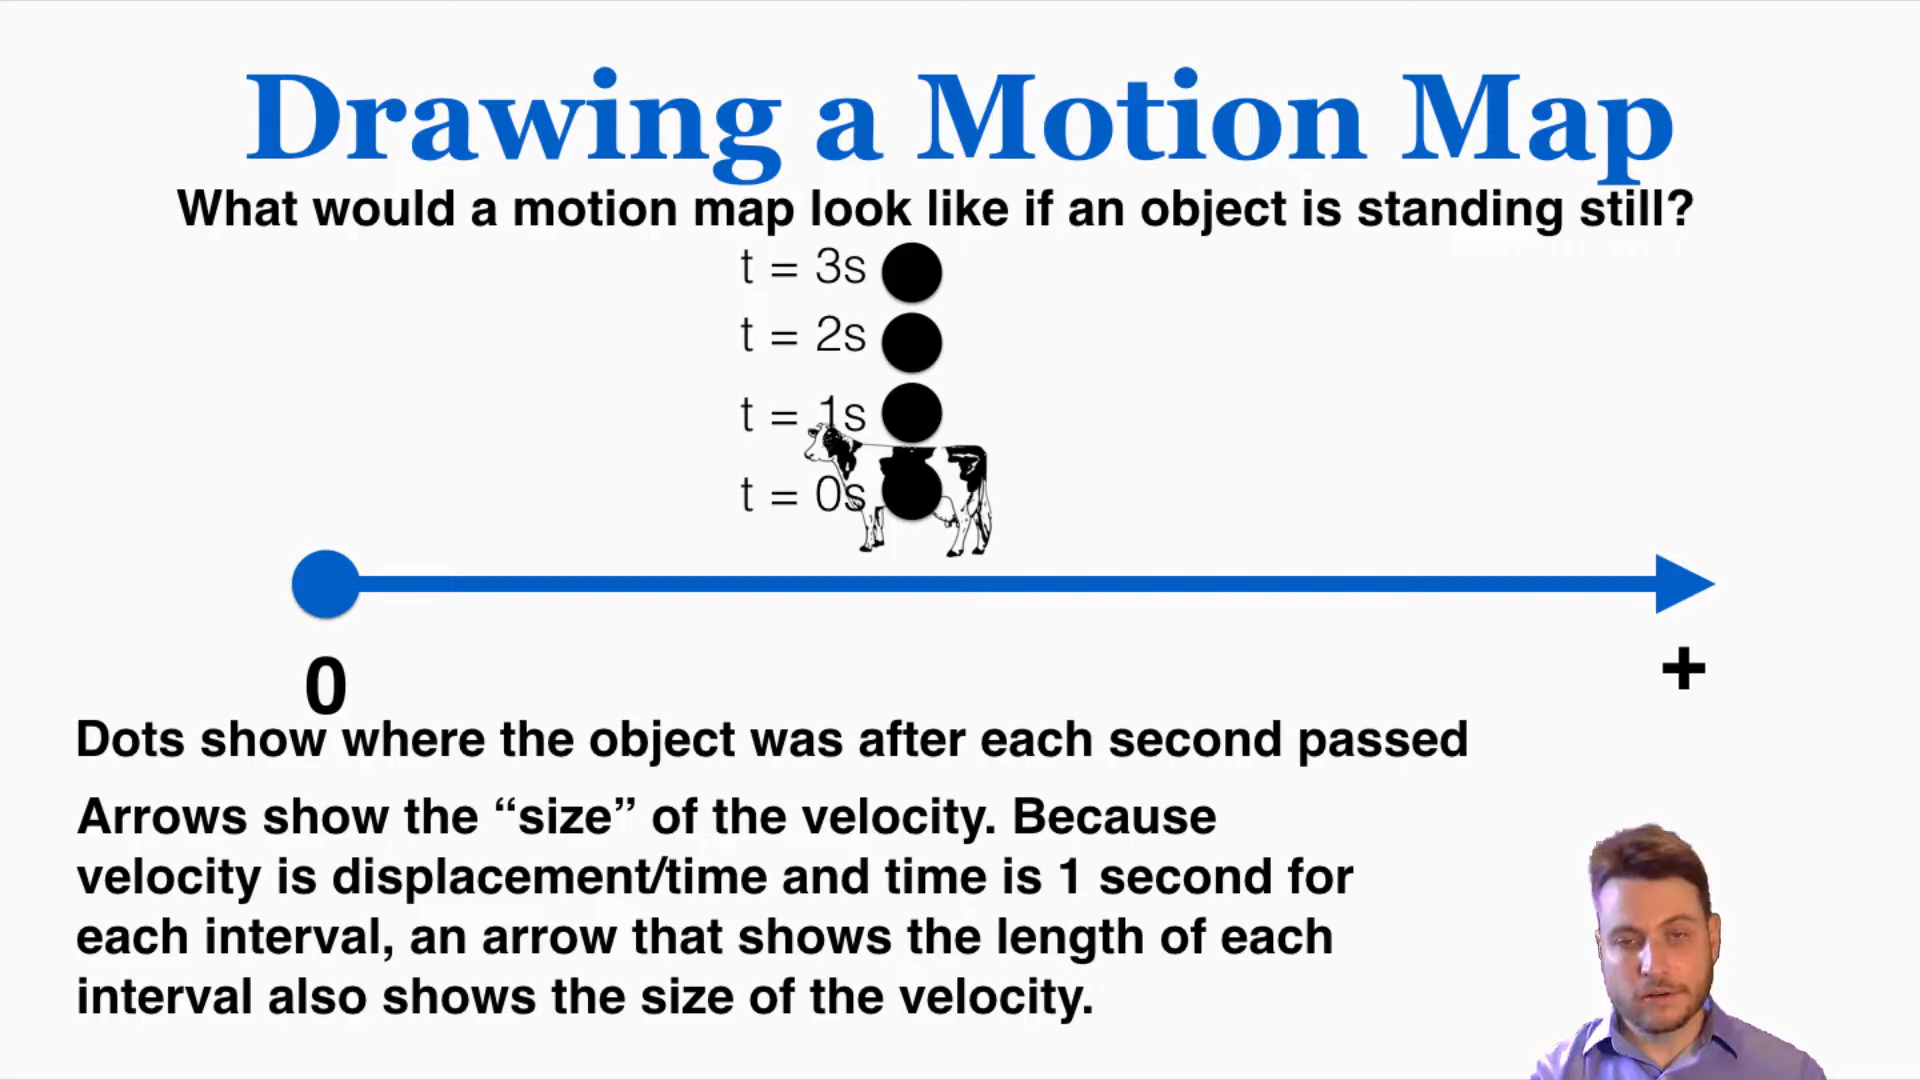 Drawing a Motion Map
What would a motion map look like if an object is standing still?
t = 3s
t = 2s
t = 1s
t = 0s
0
+
Dots show where the object was after each second passed
Arrows show the “size” of the velocity. Because
velocity is displacement/time and time is 1 second for
each interval, an arrow that shows the length of each
interval also shows the size of the velocity.